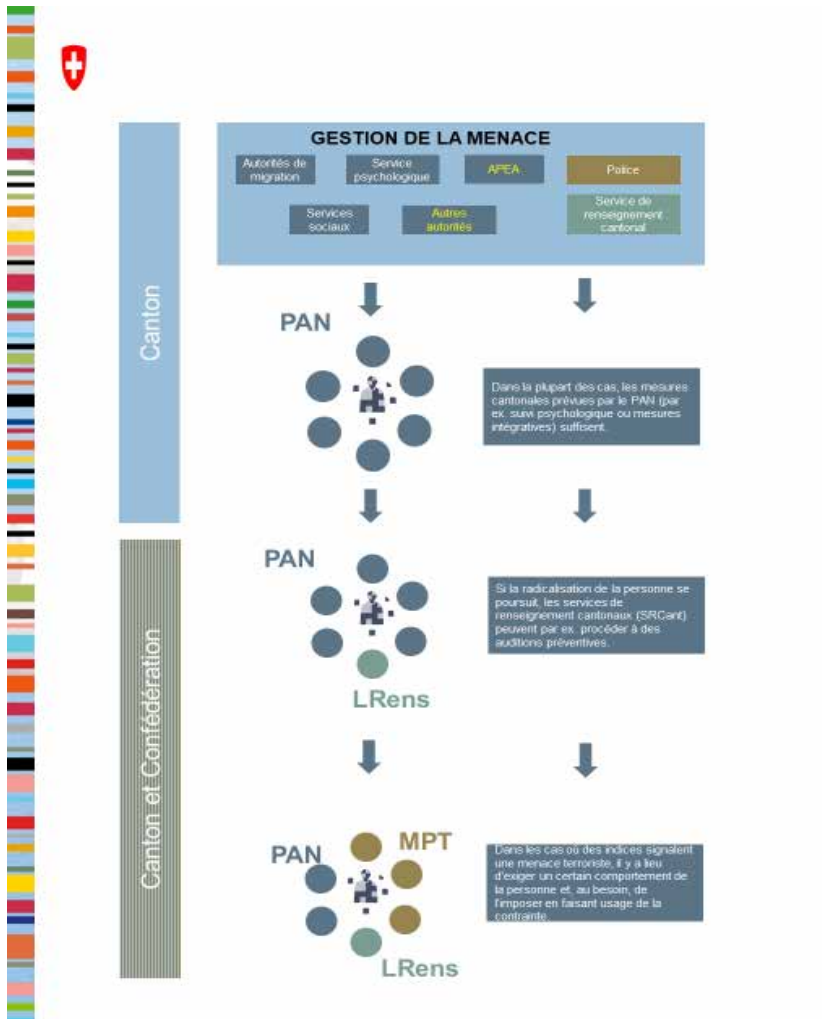 GESTION DE LA MENACE
Autorités de
migration
Service
psychologique
APEA
Police
Services
sociaux
Autres
autorités
Service de
renseignement
cantonal
Canton
PAN
Dans la plupart des cas, les mesures
cantonales prévues par le PAN (par
ex. suivi psychologique ou mesures
intégratives) suffisent.
Canton et Confédération
PAN
LRens
Si la radicalisation de la personne se
poursuit, les services de
renseignement cantonaux (SRCant)
peuvent par ex. procéder à des
auditions préventives.
PAN
MPT
LRens
Dans les cas où des indices signalent
une menace terroriste, il y a lieu
d'exiger un certain comportement de
la personne et, au besoin, de
l'imposer en faisant usage de la
contrainte.